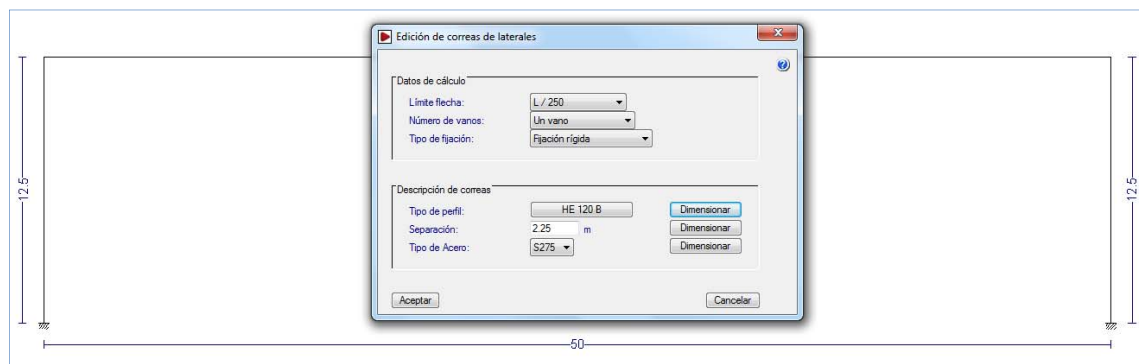 Edición de correas de laterales
Datos de cálculo
Límite flecha: L / 250
Número de vanos: Un vano
Tipo de fijación: Fijación rígida
Descripción de correas
Tipo de perfil: HE 120 B Dimensionar
Separación: 2.25 m Dimensionar
Tipo de Acero: S275 Dimensionar
Aceptar Cancelar
12.5
12.5
50